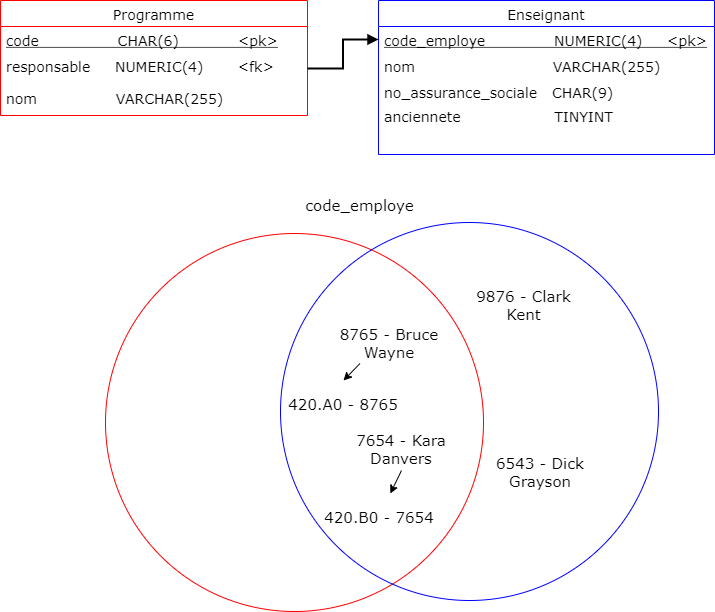 Programme
code CHAR(6) <pk>
responsable NUMERIC(4) <fk>
nom VARCHAR(255)
Enseignant
code_employe NUMERIC(4) <pk>
nom VARCHAR(255)
no_assurance_sociale CHAR(9)
anciennete TINYINT
code_employe
9876 - Clark
Kent
8765 - Bruce
Wayne
420.A0 - 8765
7654 - Kara
Danvers
6543 - Dick
Grayson
420.B0 - 7654